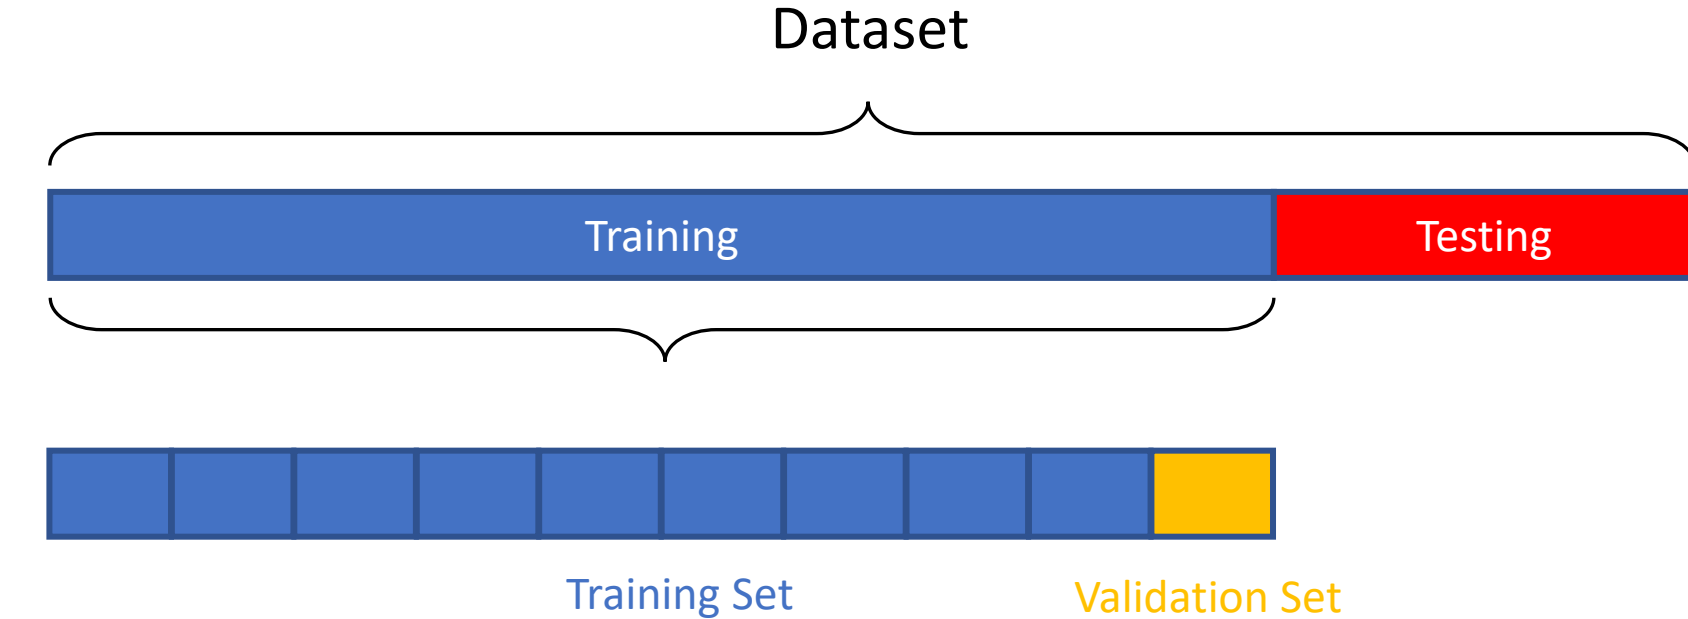 Dataset
Training
Testing
Training Set
Validation Set